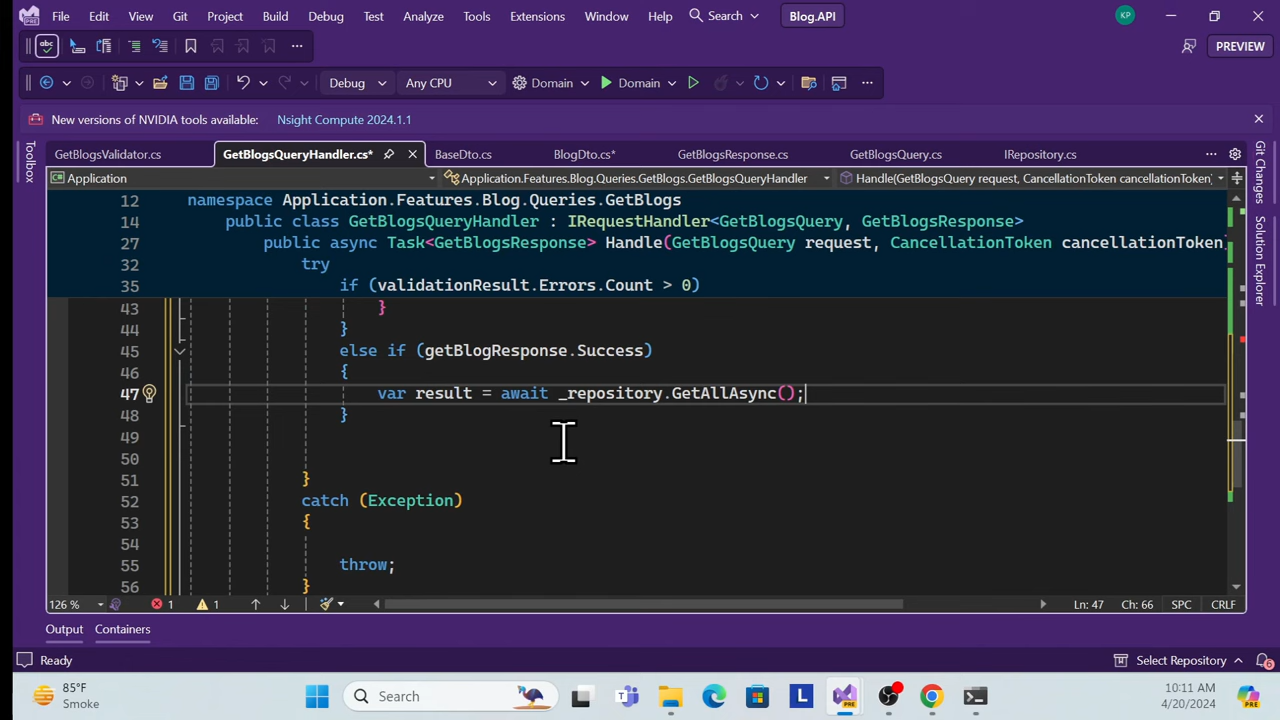 File Edit View Git Project Build Debug Test Analyze Tools Extensions Window Help Search Blog.API KP
PRE
abc PREVIEW
Debug Any CPU Domain Domain
New versions of NVIDIA tools available: Nsight Compute 2024.1.1
GetBlogsValidator.cs GetBlogsQueryHandler.cs* BaseDto.cs BlogDto.cs* GetBlogsResponse.cs GetBlogsQuery.cs IRepository.cs
Toolbox
Git Changes
Solution Explorer
Application Application.Features.Blog.Queries.GetBlogs.GetBlogsQueryHandler Handle(GetBlogsQuery request, CancellationToken cancellationToken)
12 namespace Application.Features.Blog.Queries.GetBlogs
14 public class GetBlogsQueryHandler : IRequestHandler<GetBlogsQuery, GetBlogsResponse>
27 public async Task<GetBlogsResponse> Handle(GetBlogsQuery request, CancellationToken cancellationToken
32 try
35 if (validationResult.Errors.Count > 0)
43 }
44 }
45 else if (getBlogResponse.Success)
46 {
47 var result = await _repository.GetAllAsync();
48 }
49
50
51 }
52 catch (Exception)
53 {
54
55 throw;
56 }
126 % 1 1 Ln: 47 Ch: 66 SPC CRLF
Output Containers
Ready Select Repository 6
85°F
Smoke
Search
L
PRE
10:11 AM
4/20/2024
PRE